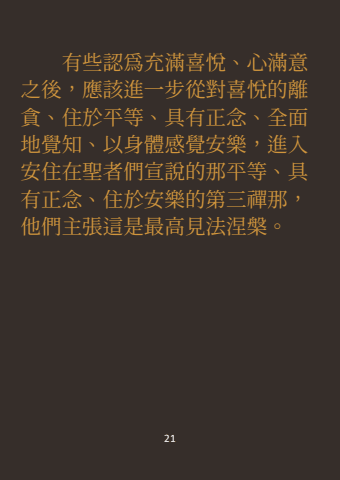 有些認爲充滿喜悅、心滿意
之後，應該進一步從對喜悅的離
貪、住於平等、具有正念、全面
地覺知、以身體感覺安樂，進入
安住在聖者們宣說的那平等、具
有正念、住於安樂的第三禪那，
他們主張這是最高見法涅槃。
21